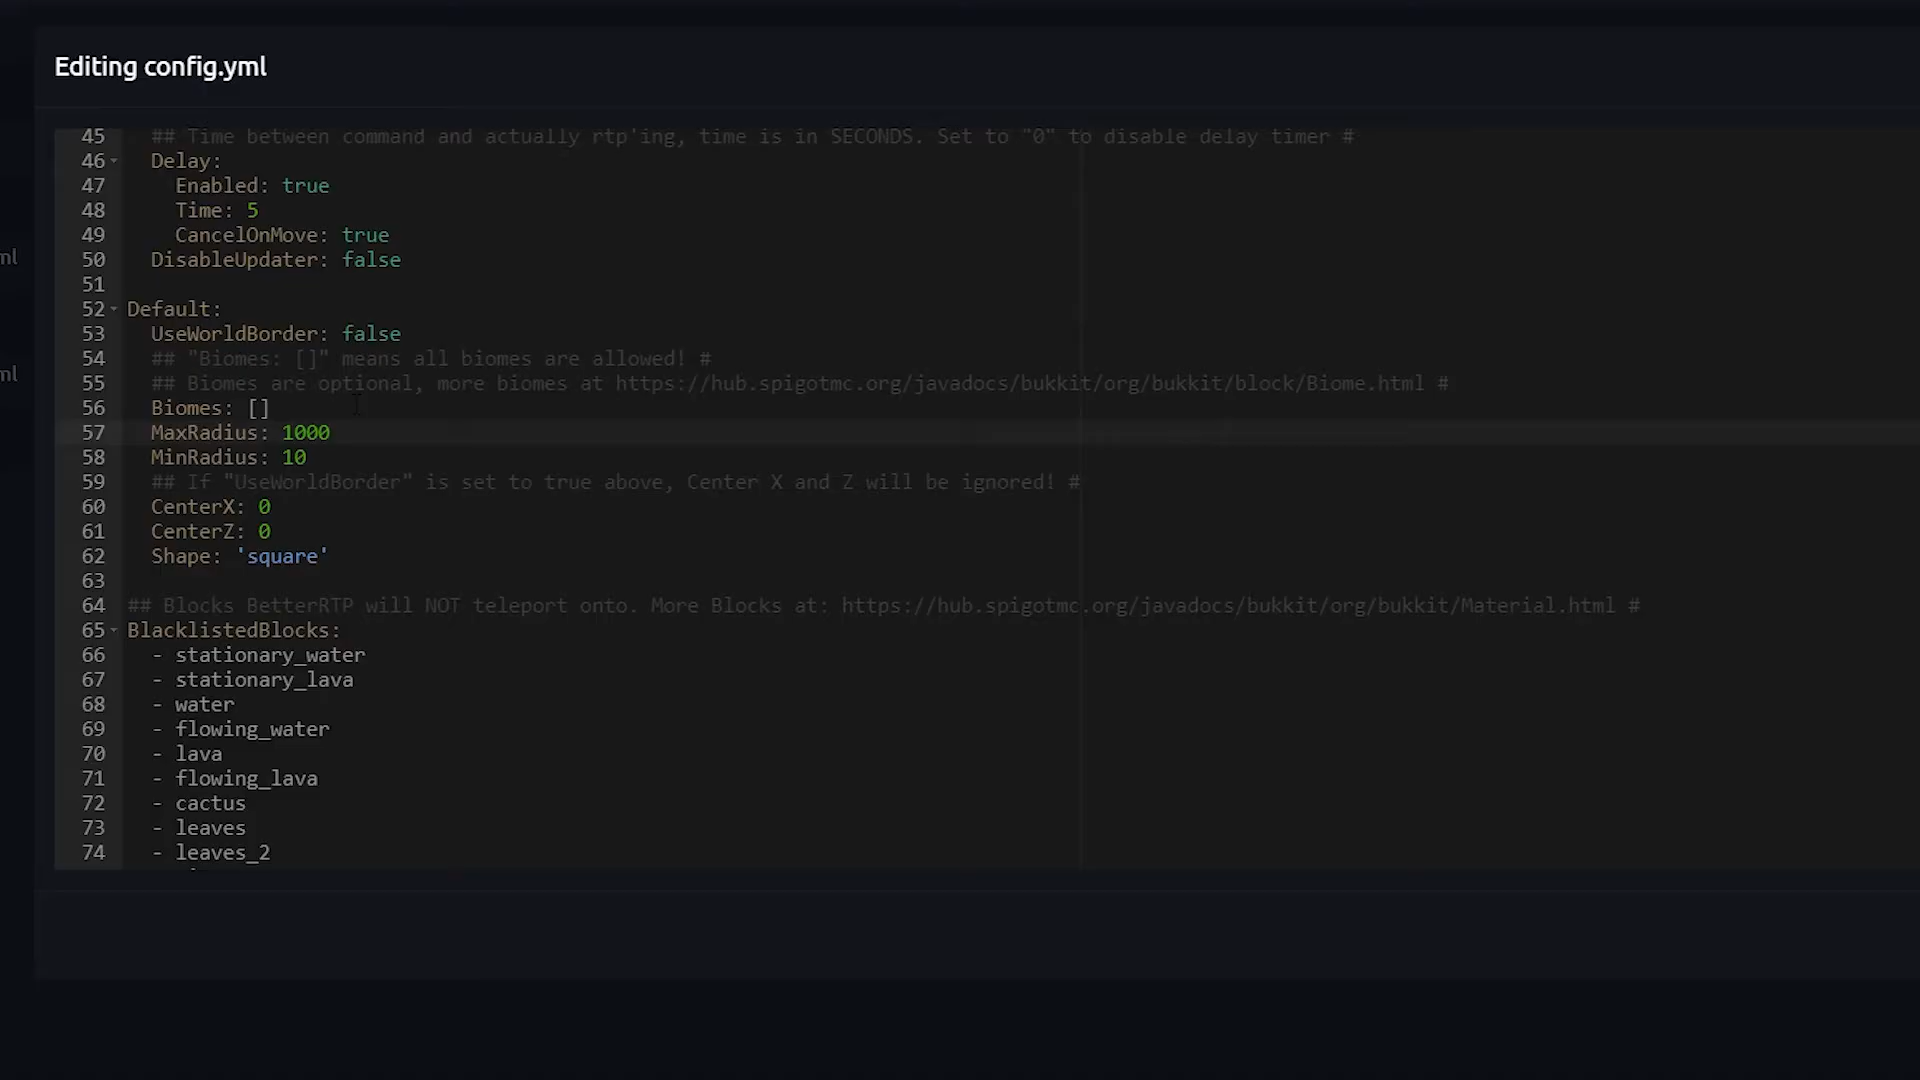 Editing config.yml
ml
ml
45 ## Time between command and actually rtp'ing, time is in SECONDS. Set to "0" to disable delay timer #
46 Delay:
47 Enabled: true
48 Time: 5
49 CancelOnMove: true
50 DisableUpdater: false
51
52 Default:
53 UseWorldBorder: false
54 ## "Biomes: []" means all biomes are allowed! #
55 ## Biomes are optional, more biomes at https://hub.spigotmc.org/javadocs/bukkit/org/bukkit/block/Biome.html #
56 Biomes: []
57 MaxRadius: 1000
58 MinRadius: 10
59 ## If "UseWorldBorder" is set to true above, Center X and Z will be ignored! #
60 CenterX: 0
61 CenterZ: 0
62 Shape: 'square'
63
64 ## Blocks BetterRTP will NOT teleport onto. More Blocks at: https://hub.spigotmc.org/javadocs/bukkit/org/bukkit/Material.html #
65 BlacklistedBlocks:
66 - stationary_water
67 - stationary_lava
68 - water
69 - flowing_water
70 - lava
71 - flowing_lava
72 - cactus
73 - leaves
74 - leaves_2